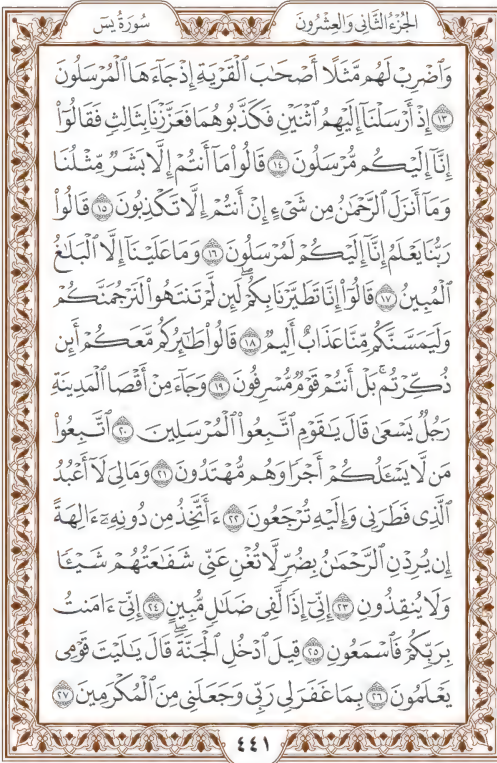 الجزء الثاني والعشرون
سورة يس
وَٱضۡرِبۡ لَهُم مَّثَلًا أَصۡحَٰبَ ٱلۡقَرۡيَةِ إِذۡ جَآءَهَا ٱلۡمُرۡسَلُونَ
١٣ إِذۡ أَرۡسَلۡنَآ إِلَيۡهِمُ ٱثۡنَيۡنِ فَكَذَّبُوهُمَا فَعَزَّزۡنَا بِثَالِثٖ فَقَالُوٓاْ
إِنَّآ إِلَيۡكُم مُّرۡسَلُونَ ١٤ قَالُواْ مَآ أَنتُمۡ إِلَّا بَشَرٞ مِّثۡلُنَا
وَمَآ أَنزَلَ ٱلرَّحۡمَٰنُ مِن شَيۡءٍ إِنۡ أَنتُمۡ إِلَّا تَكۡذِبُونَ ١٥ قَالُواْ
رَبُّنَا يَعۡلَمُ إِنَّآ إِلَيۡكُمۡ لَمُرۡسَلُونَ ١٦ وَمَا عَلَيۡنَآ إِلَّا ٱلۡبَلَٰغُ
ٱلۡمُبِينُ ١٧ قَالُوٓاْ إِنَّا تَطَيَّرۡنَا بِكُمۡۖ لَئِن لَّمۡ تَنتَهُواْ لَنَرۡجُمَنَّكُمۡ
وَلَيَمَسَّنَّكُم مِّنَّا عَذَابٌ أَلِيمٞ ١٨ قَالُواْ طَٰٓئِرُكُم مَّعَكُمۡ أَئِن
ذُكِّرۡتُمۚ بَلۡ أَنتُمۡ قَوۡمٞ مُّسۡرِفُونَ ١٩ وَجَآءَ مِنۡ أَقۡصَا ٱلۡمَدِينَةِ
رَجُلٞ يَسۡعَىٰ قَالَ يَٰقَوۡمِ ٱتَّبِعُواْ ٱلۡمُرۡسَلِينَ ٢٠ ٱتَّبِعُواْ
مَن لَّا يَسۡـَٔلُكُمۡ أَجۡرٗا وَهُم مُّهۡتَدُونَ ٢١ وَمَالِيَ لَآ أَعۡبُدُ
ٱلَّذِي فَطَرَنِي وَإِلَيۡهِ تُرۡجَعُونَ ٢٢ ءَأَتَّخِذُ مِن دُونِهِۦٓ ءَالِهَةً
إِن يُرِدۡنِ ٱلرَّحۡمَٰنُ بِضُرّٖ لَّا تُغۡنِ عَنِّي شَفَٰعَتُهُمۡ شَيۡـٔٗا
وَلَا يُنقِذُونِ ٢٣ إِنِّيٓ إِذٗا لَّفِي ضَلَٰلٖ مُّبِينٍ ٢٤ إِنِّيٓ ءَامَنتُ
بِرَبِّكُمۡ فَٱسۡمَعُونِ ٢٥ قِيلَ ٱدۡخُلِ ٱلۡجَنَّةَۖ قَالَ يَٰلَيۡتَ قَوۡمِي
يَعۡلَمُونَ ٢٦ بِمَا غَفَرَ لِي رَبِّي وَجَعَلَنِي مِنَ ٱلۡمُكۡرَمِينَ ٢٧
٤٤١